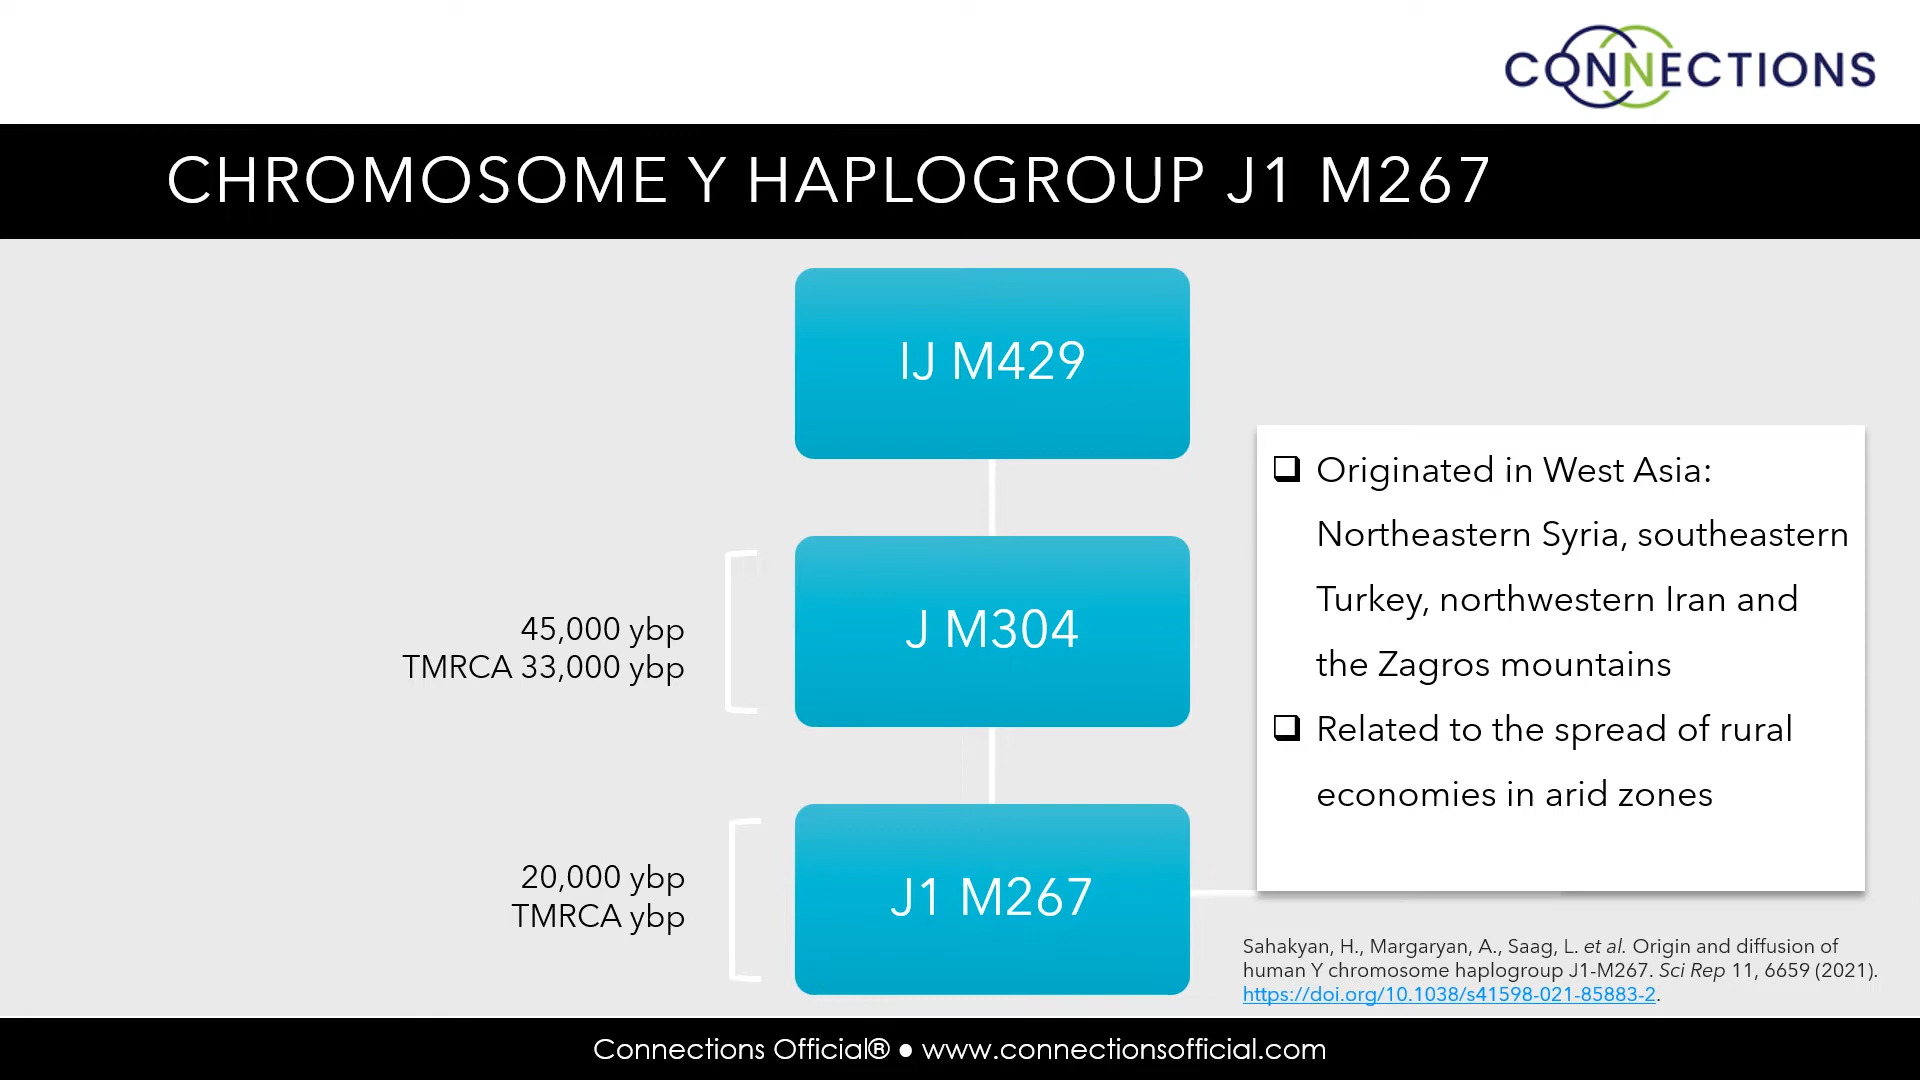 CONNECTIONS
CHROMOSOME Y HAPLOGROUP J1 M267
IJ M429
J M304
45,000 ybp
TMRCA 33,000 ybp
J1 M267
20,000 ybp
TMRCA ybp
❑ Originated in West Asia:
Northeastern Syria, southeastern
Turkey, northwestern Iran and
the Zagros mountains
❑ Related to the spread of rural
economies in arid zones
Sahakyan, H., Margaryan, A., Saag, L. et al. Origin and diffusion of
human Y chromosome haplogroup J1-M267. Sci Rep 11, 6659 (2021).
https://doi.org/10.1038/s41598-021-85883-2.
Connections Official® ● www.connectionsofficial.com